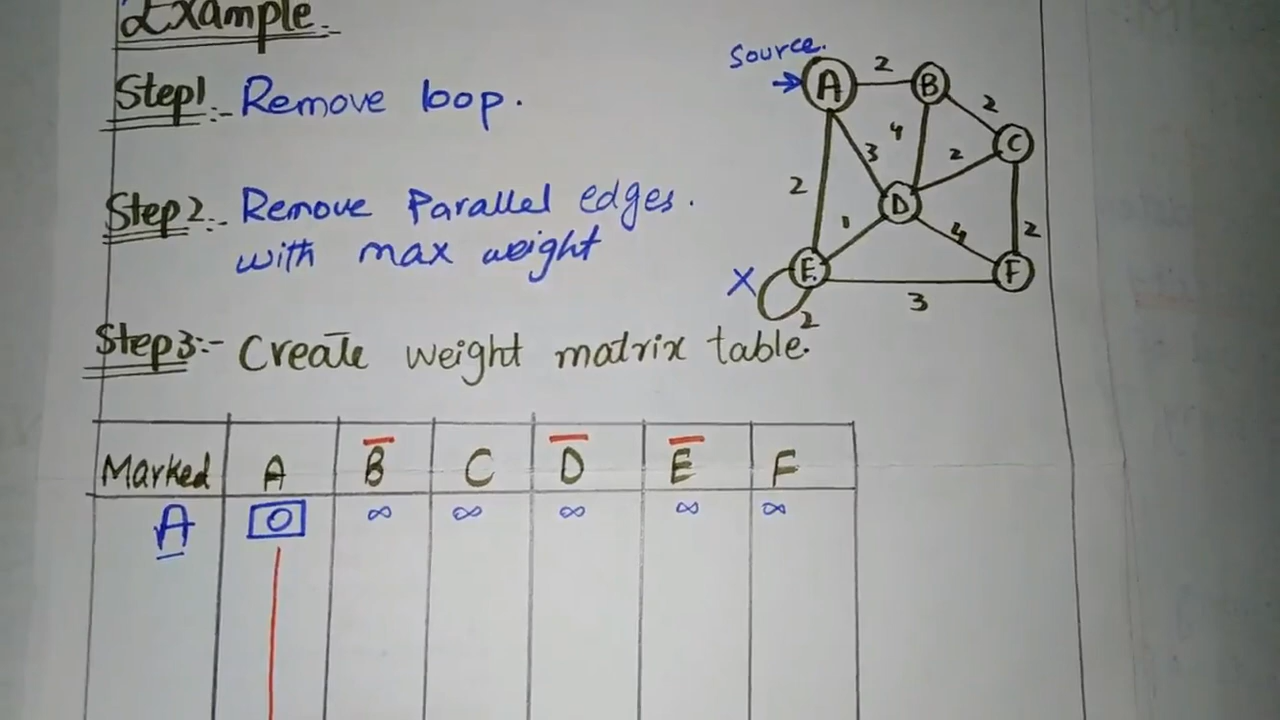 Example:-
Step1:- Remove loop.
Step2:- Remove Parallel edges.
with max weight
Step3:- Create weight matrix table.
Source.
A 2 B
2
C
4
3
2
2
D
1
4
2
X
E
F
3
2
Marked A B C D E F
A 0 ∞ ∞ ∞ ∞ ∞